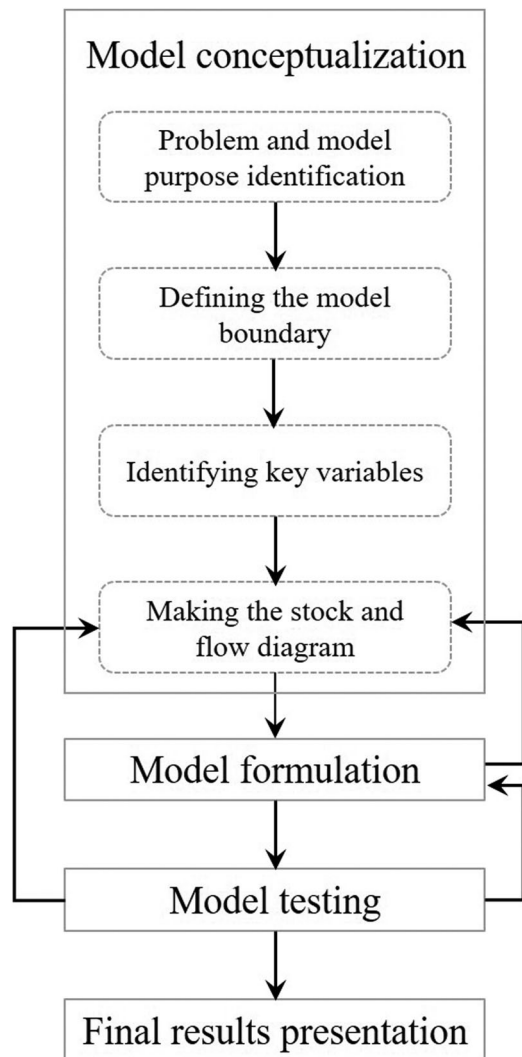 Model conceptualization
Problem and model
purpose identification
Defining the model
boundary
Identifying key variables
Making the stock and
flow diagram
Model formulation
Model testing
Final results presentation